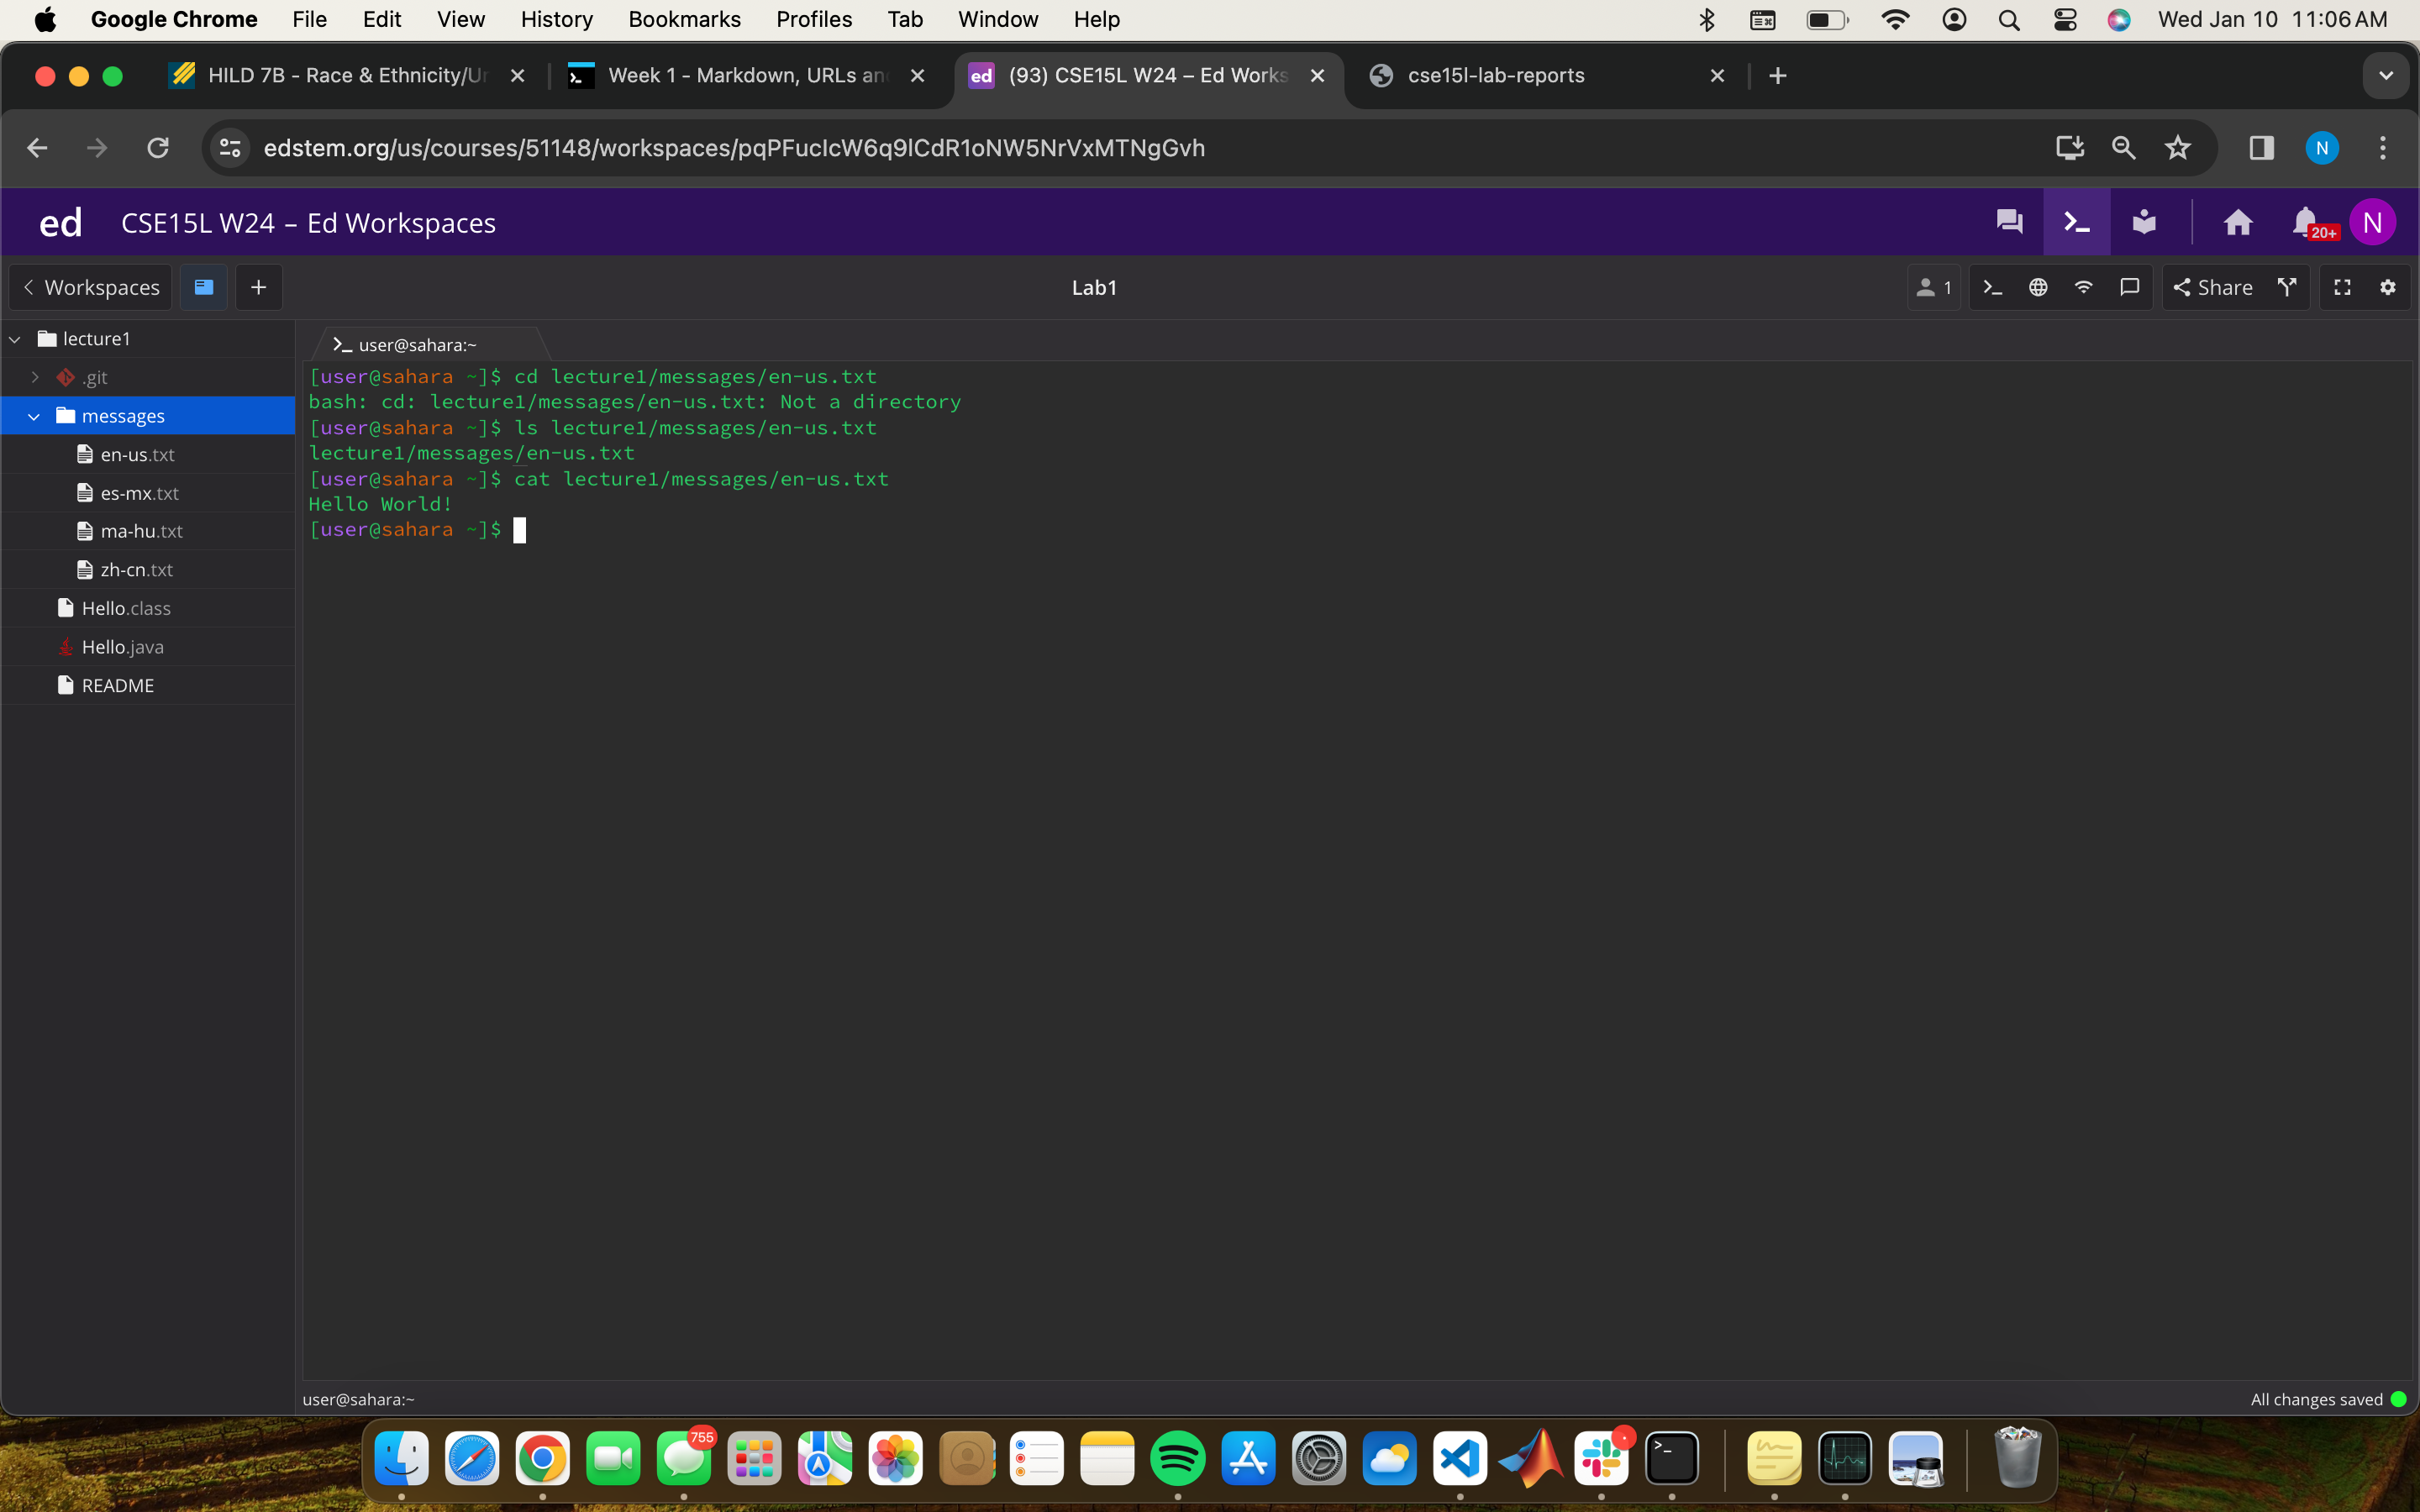 Google Chrome File Edit View History Bookmarks Profiles Tab Window Help Wed Jan 10 11:06 AM
HILD 7B - Race & Ethnicity/Ur Week 1 - Markdown, URLs an ed (93) CSE15L W24 – Ed Works cse15l-lab-reports
edstem.org/us/courses/51148/workspaces/ N
ed CSE15L W24 – Ed Workspaces 20+ N
Workspaces Lab1 1 Share
lecture1
.git
messages
en-us.txt
es-mx.txt
ma-hu.txt
zh-cn.txt
Hello.class
Hello.java
README
user@sahara:~
[user@sahara ~]$ cd lecture1/messages/en-us.txt
bash: cd: lecture1/messages/en-us.txt: Not a directory
[user@sahara ~]$ ls lecture1/messages/en-us.txt
lecture1/messages/en-us.txt
[user@sahara ~]$ cat lecture1/messages/en-us.txt
Hello World!
[user@sahara ~]$
user@sahara:~ All changes saved
755